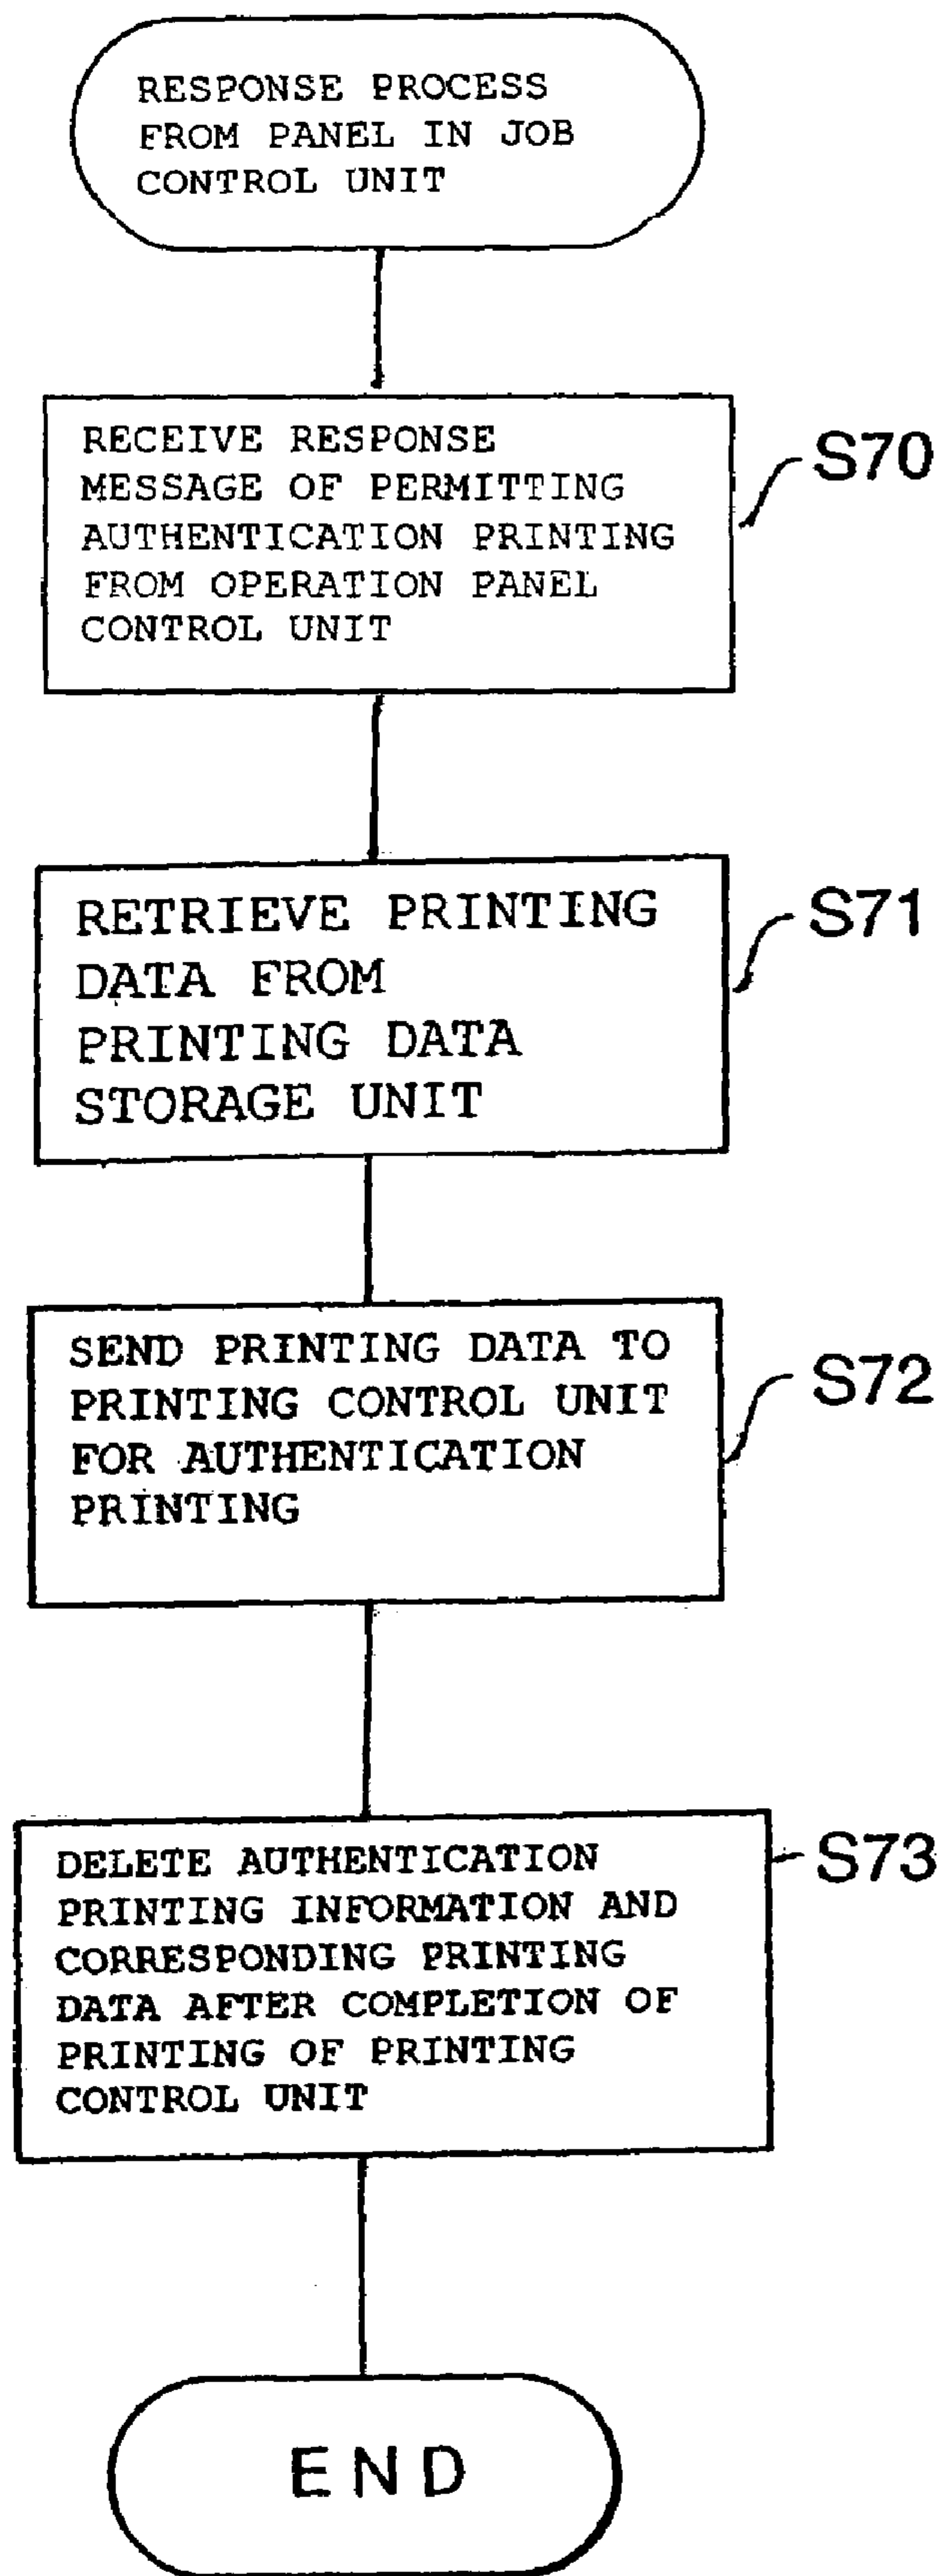 RESPONSE PROCESS
FROM PANEL IN JOB
CONTROL UNIT
RECEIVE RESPONSE
MESSAGE OF PERMITTING
AUTHENTICATION PRINTING
FROM OPERATION PANEL
CONTROL UNIT
S70
RETRIEVE PRINTING
DATA FROM
PRINTING DATA
STORAGE UNIT
S71
SEND PRINTING DATA TO
PRINTING CONTROL UNIT
FOR AUTHENTICATION
PRINTING
S72
DELETE AUTHENTICATION
PRINTING INFORMATION AND
CORRESPONDING PRINTING
DATA AFTER COMPLETION OF
PRINTING OF PRINTING
CONTROL UNIT
S73
END